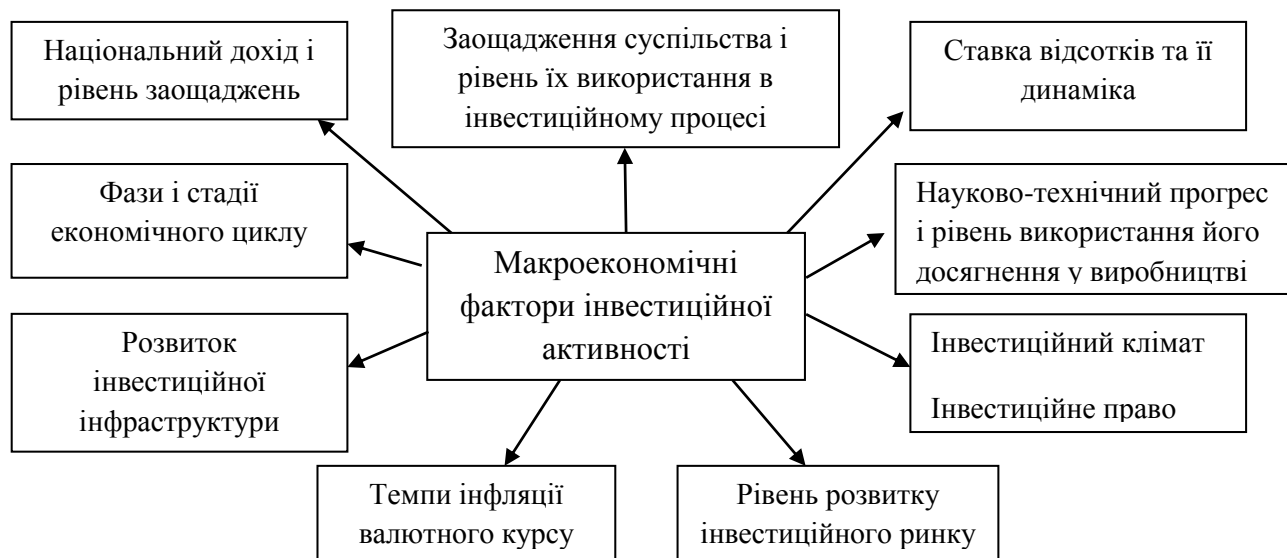 Національний дохід і
рівень заощаджень
Заощадження суспільства і
рівень їх використання в
інвестиційному процесі
Ставка відсотків та її
динаміка
Фази і стадії
економічного циклу
Макроекономічні
фактори інвестиційної
активності
Науково-технічний прогрес
і рівень використання його
досягнення у виробництві
Розвиток
інвестиційної
інфраструктури
Інвестиційний клімат
Інвестиційне право
Темпи інфляції
валютного курсу
Рівень розвитку
інвестиційного ринку